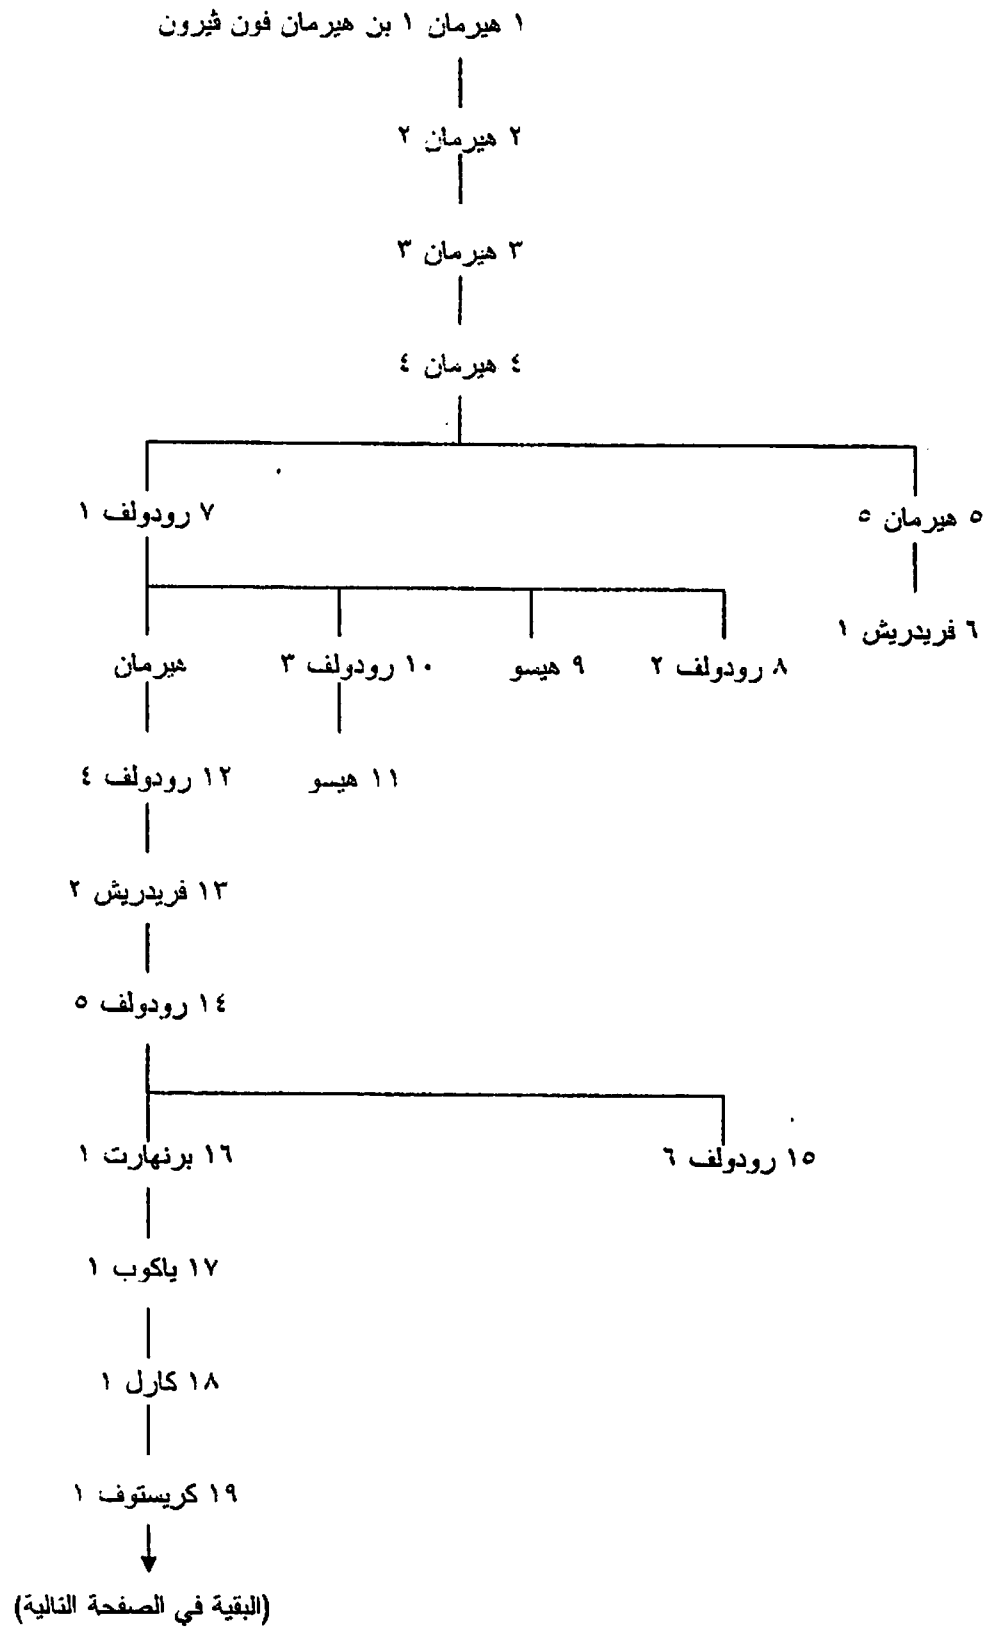 ١ هيرمان ١ بن هيرمان فون ڤيرون
٢ هيرمان ٢
٣ هيرمان ٣
٤ هيرمان ٤
٥ هيرمان ٥
٧ رودولف ١
٦ فريدريش ١
٨ رودولف ٢
٩ هيسو
١٠ رودولف ٣
هيرمان
١١ هيسو
١٢ رودولف ٤
١٣ فريدريش ٢
١٤ رودولف ٥
١٥ رودولف ٦
١٦ برنهارت ١
١٧ ياكوب ١
١٨ كارل ١
١٩ كريستوف ١
(البقية في الصفحة التالية)